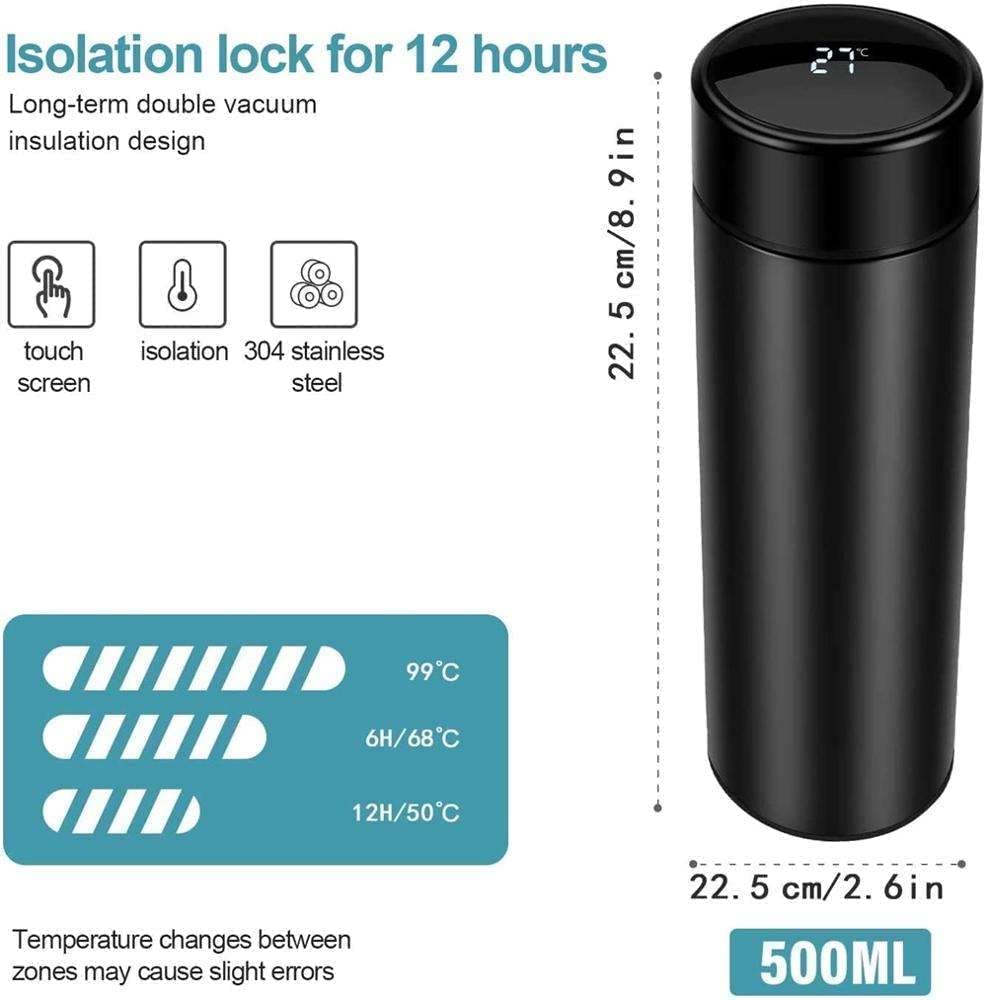 Isolation lock for 12 hours
Long-term double vacuum
insulation design
27°C
22.5 cm/8.9in
touch
screen
isolation
304 stainless
steel
99°C
6H/68°C
12H/50°C
22.5 cm/2.6in
500ML
Temperature changes between
zones may cause slight errors